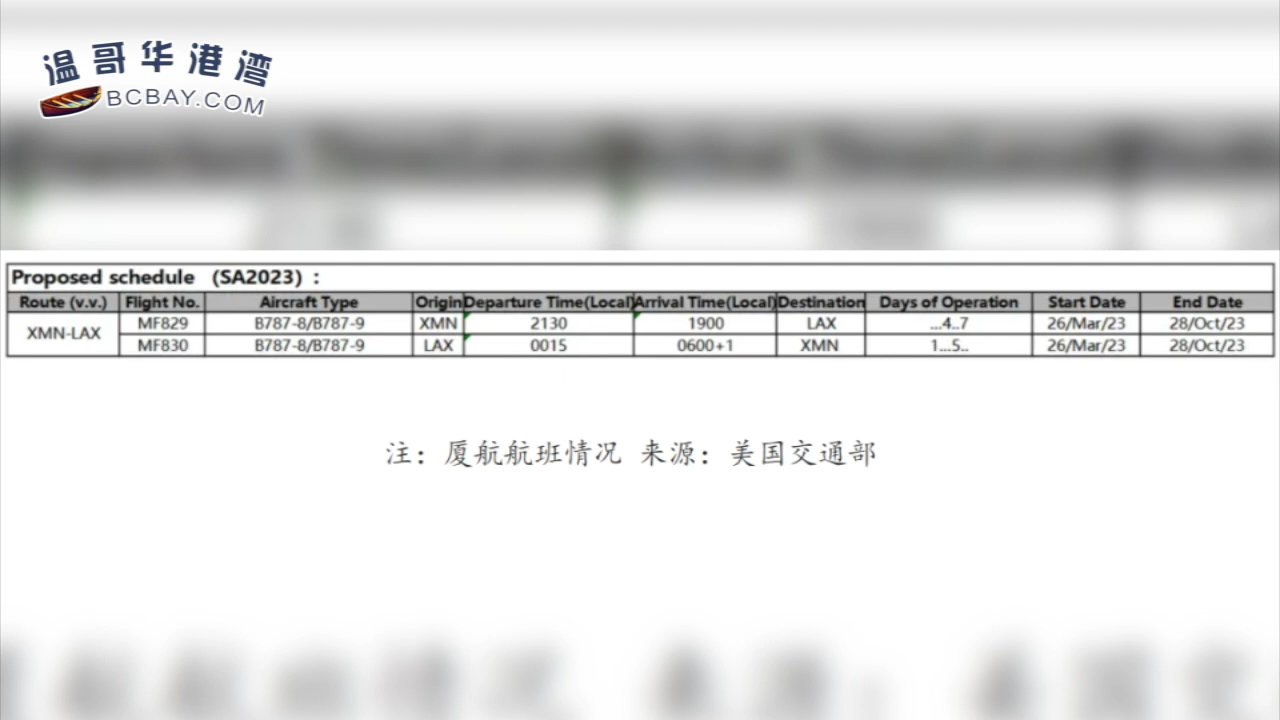 温哥华港湾
BCBAY.COM
Proposed schedule (SA2023) :
Route (v.v.) Flight No. Aircraft Type Origin Departure Time(Local) Arrival Time(Local) Destination Days of Operation Start Date End Date
XMN-LAX MF829 B787-8/B787-9 XMN 2130 1900 LAX ...4..7 26/Mar/23 28/Oct/23
MF830 B787-8/B787-9 LAX 0015 0600+1 XMN 1...5.. 26/Mar/23 28/Oct/23
注：厦航航班情况 来源：美国交通部